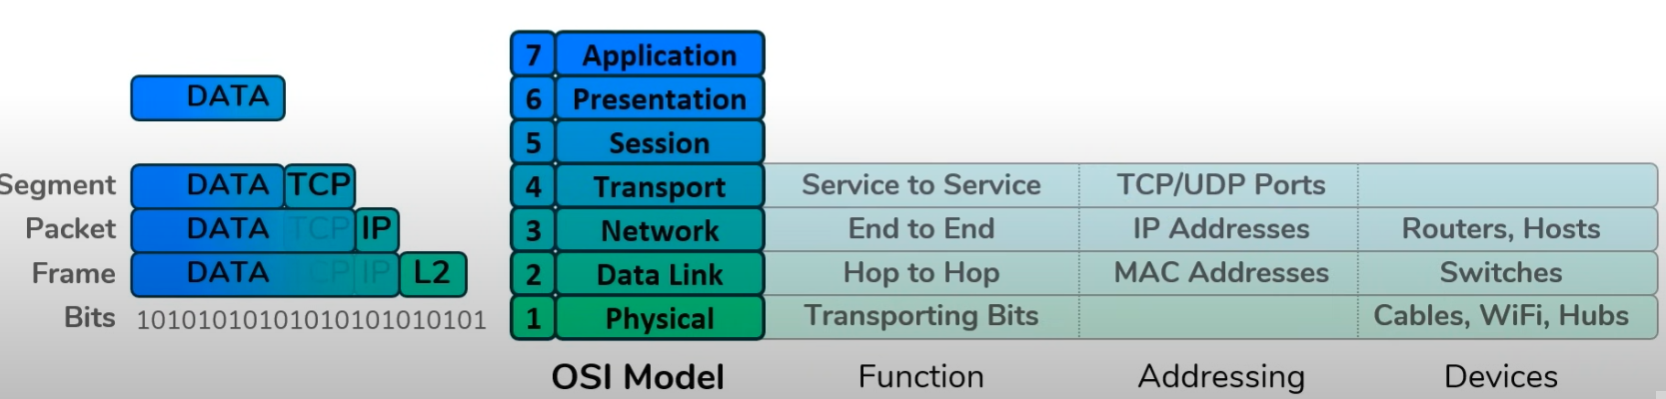 7 Application
DATA 6 Presentation
5 Session
Segment DATA TCP 4 Transport Service to Service TCP/UDP Ports
Packet DATA TCP IP 3 Network End to End IP Addresses Routers, Hosts
Frame DATA CP IP L2 2 Data Link Hop to Hop MAC Addresses Switches
Bits 10101010101010101010101 1 Physical Transporting Bits Cables, WiFi, Hubs
OSI Model Function Addressing Devices